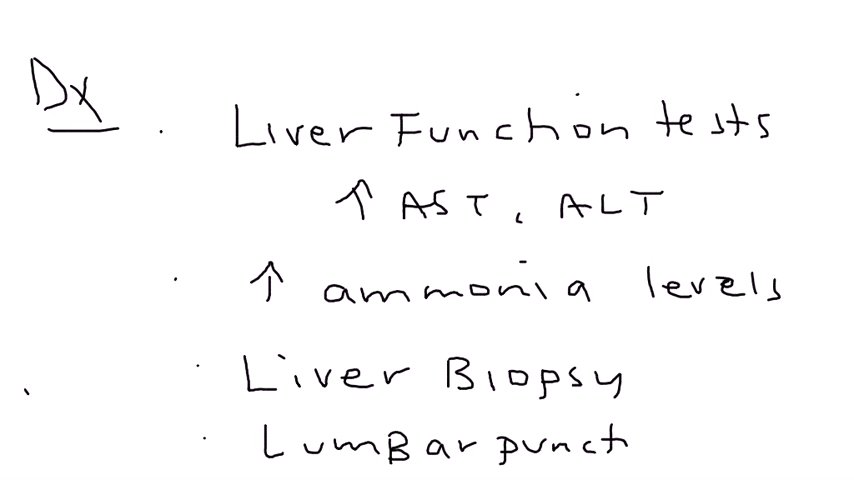 Dx
. Liver Function tests
↑ AST, ALT
. ↑ ammonia levels
. Liver Biopsy
. Lumbar punct